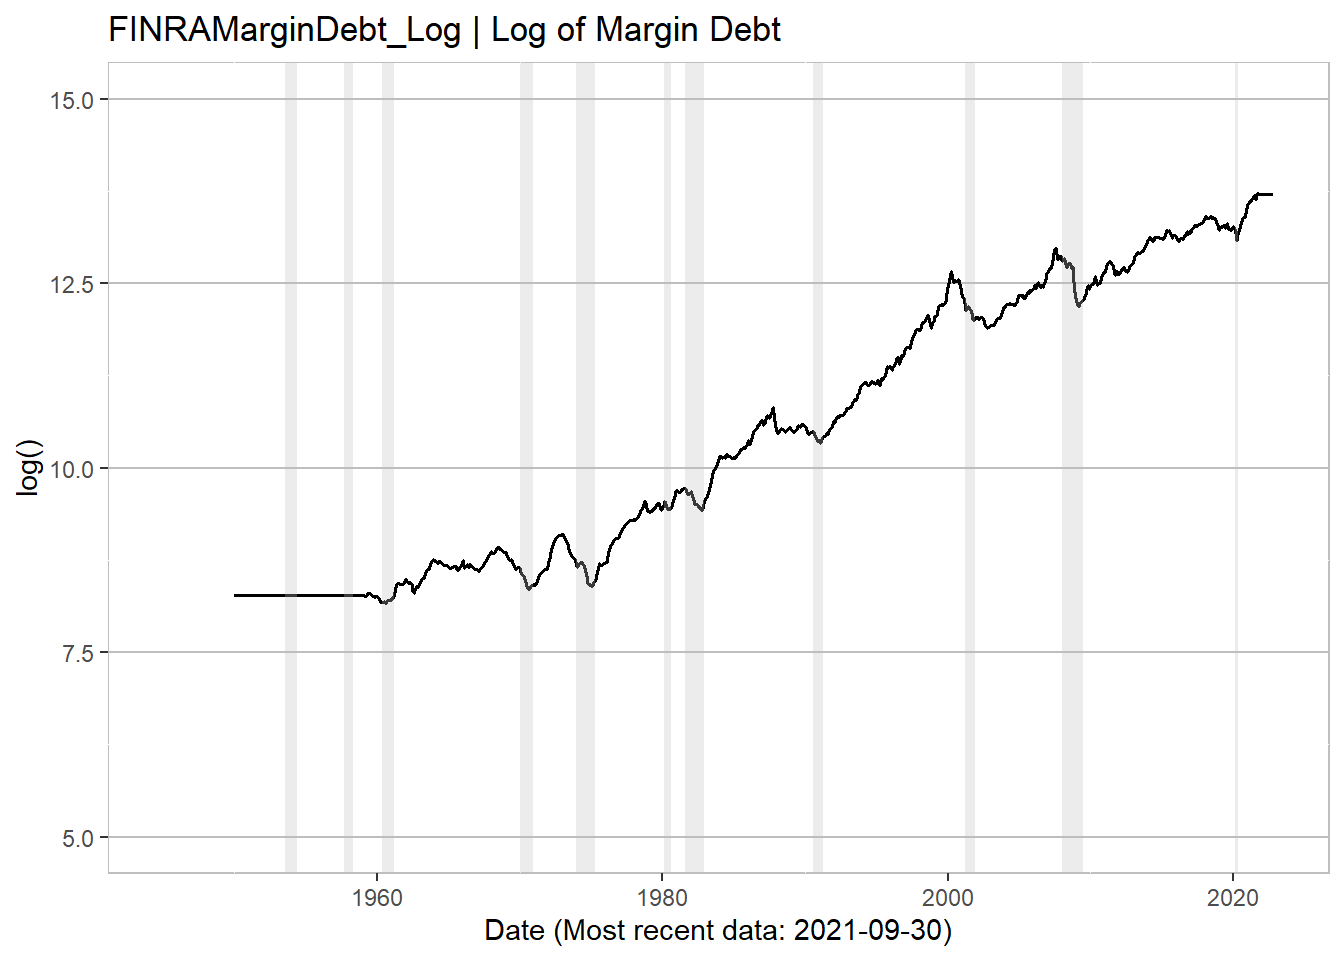 FINRAMarginDebt_Log | Log of Margin Debt
log()
15.0
12.5
10.0
7.5
5.0
1960 1980 2000 2020
Date (Most recent data: 2021-09-30)